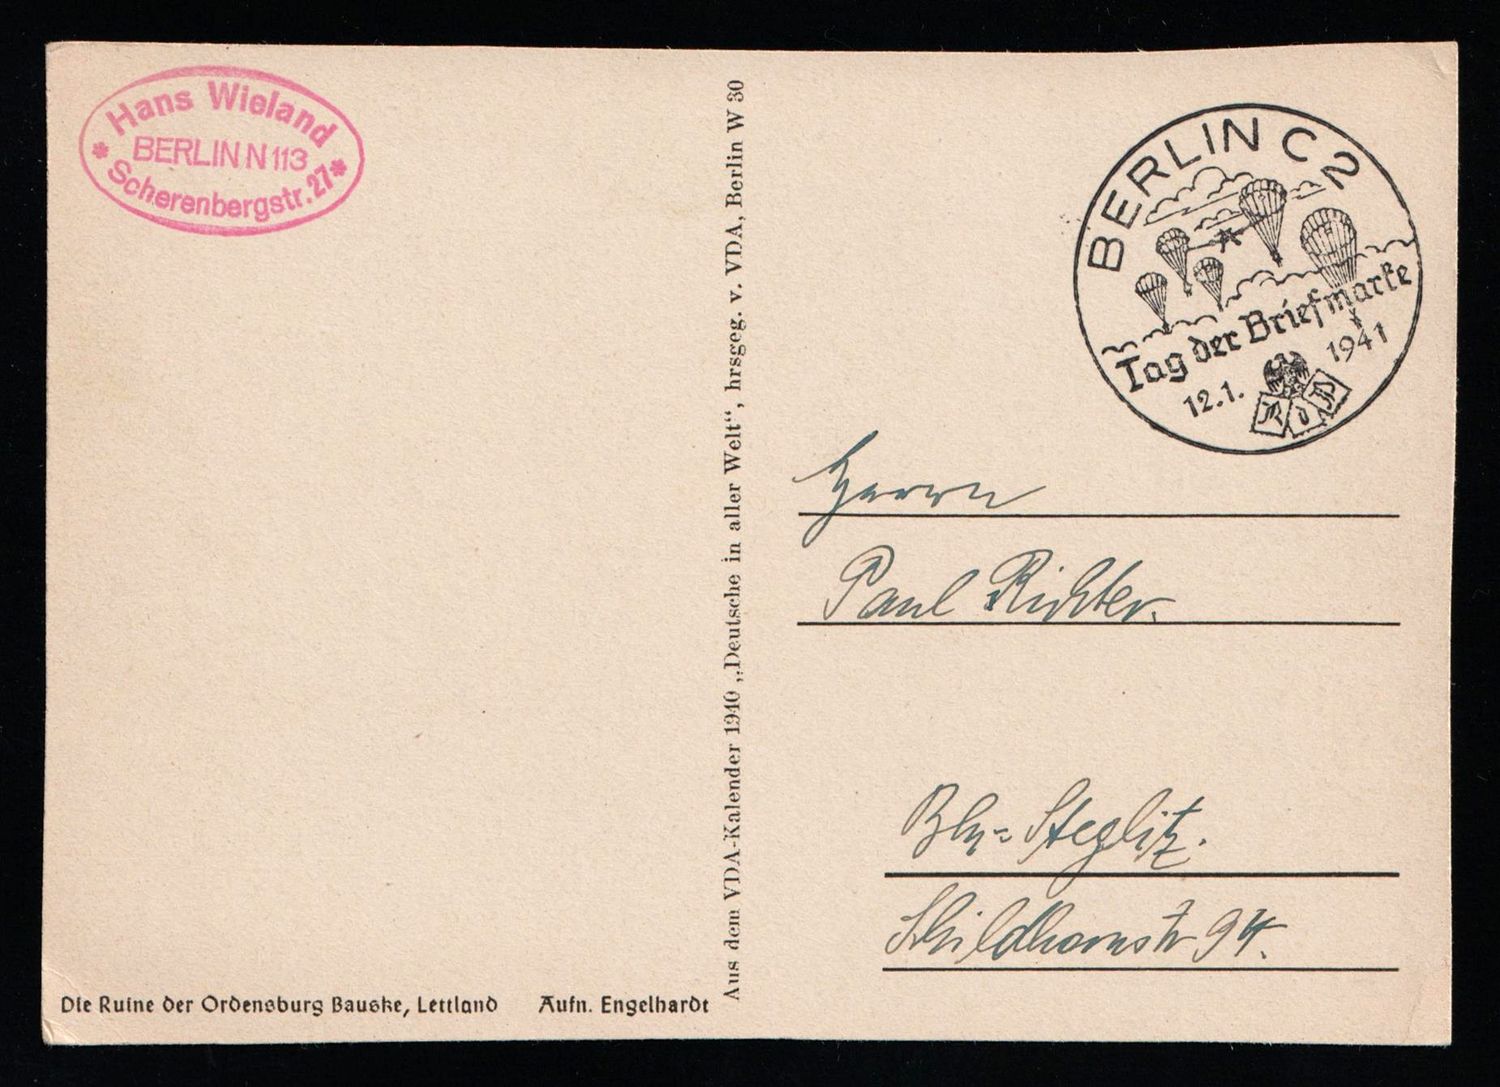 Hans Wieland
BERLIN N 113
* Scherenbergstr. 27 *
BERLIN C 2
Tag der Briefmarke
12.1. 1941
R d P
Herrn
Paul Richter.
Bln=Steglitz.
Schildhornstr 94.
Aus dem VDA-Kalender 1940 „Deutsche in aller Welt“, hrsgeg. v. VDA, Berlin W 30
Die Ruine der Ordensburg Bauske, Lettland Aufn. Engelhardt